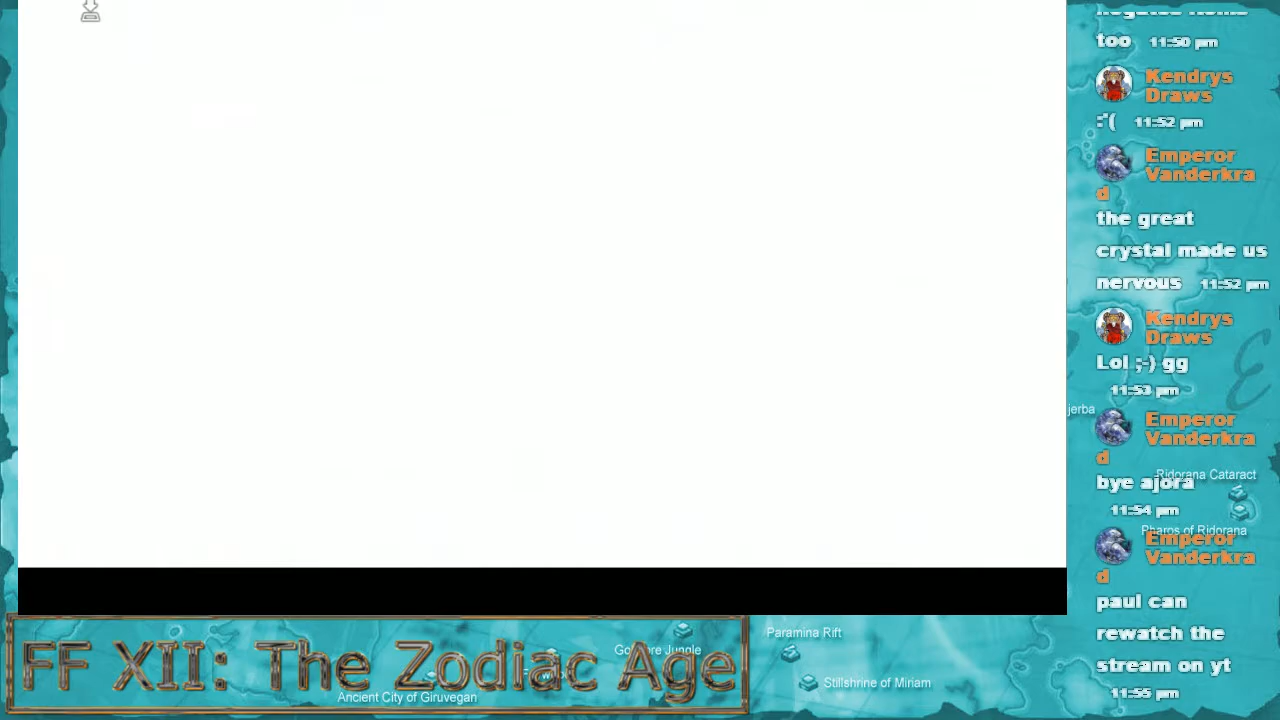 too 11:50 pm
Kendrys
Draws
:'( 11:52 pm
Emperor
Vanderkra
d
the great
crystal made us
nervous 11:52 pm
Kendrys
Draws
Lol ;-) gg
11:53 pm
jerba
Emperor
Vanderkra
d
Ridorana Cataract
bye ajora
11:54 pm
Pharos of Ridorana
Emperor
Vanderkra
d
paul can
rewatch the
stream on yt
11:55 pm
FF XII: The Zodiac Age
Paramina Rift
Stillshrine of Miriam
Ancient City of Giruvegan